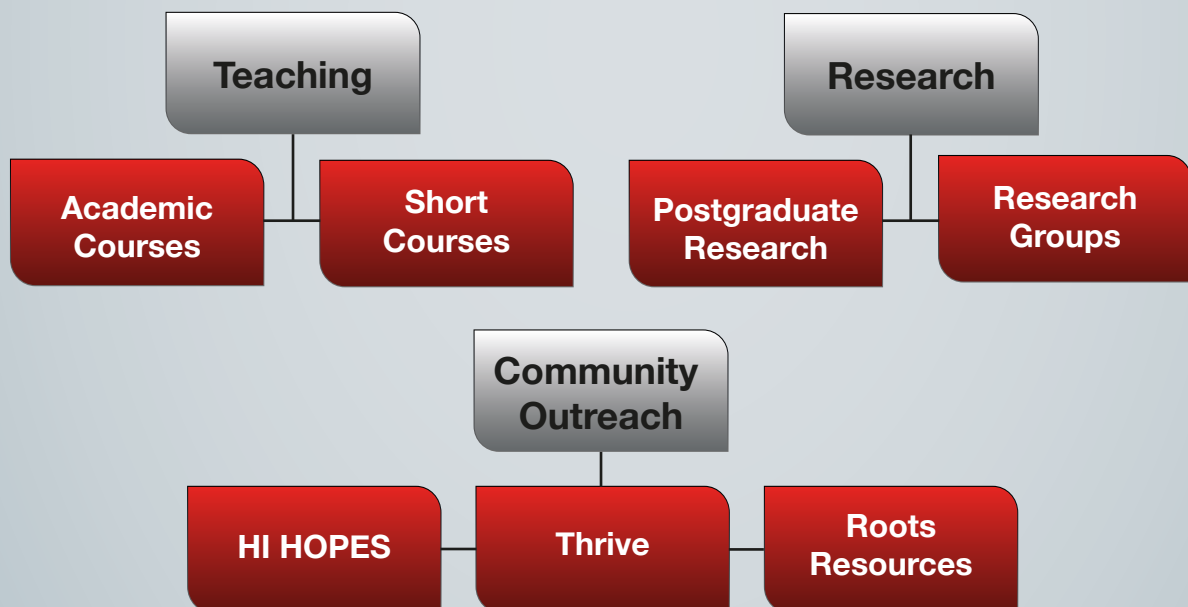 Teaching
Research
Academic
Courses
Short
Courses
Postgraduate
Research
Research
Groups
Community
Outreach
HI HOPES
Thrive
Roots
Resources